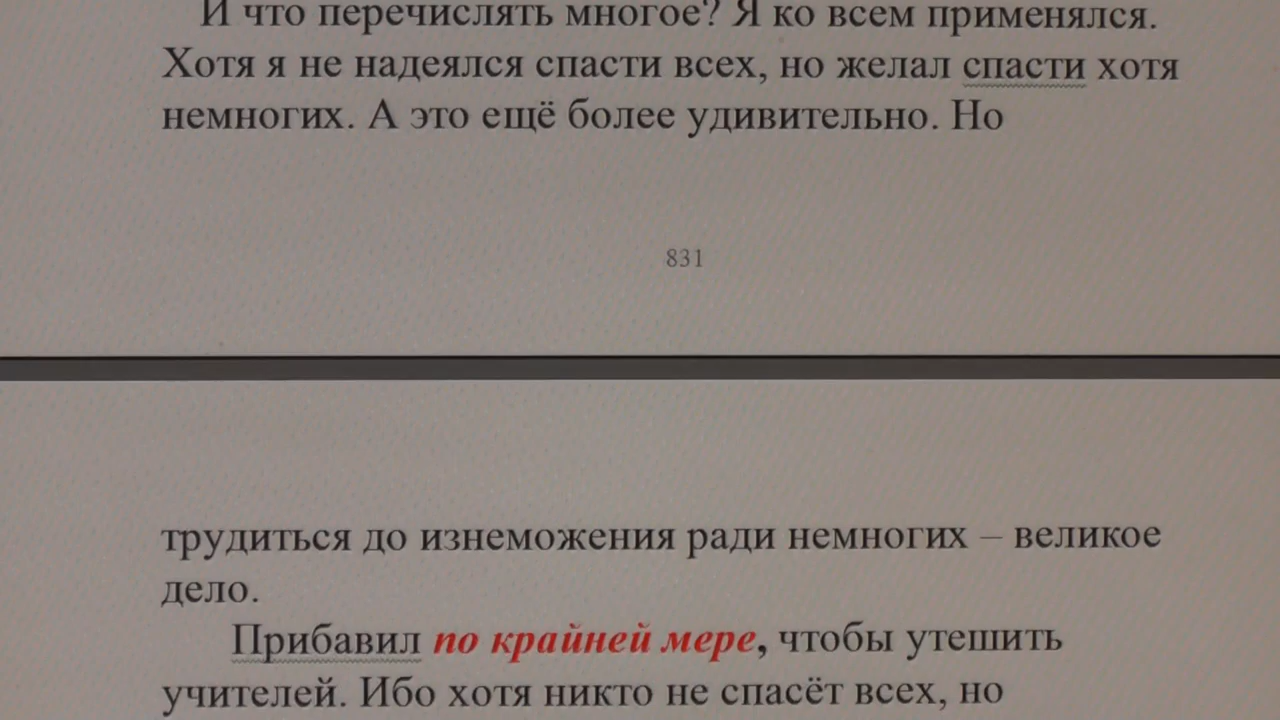 И что перечислять многое? Я ко всем применялся.
Хотя я не надеялся спасти всех, но желал спасти хотя
немногих. А это ещё более удивительно. Но
831
трудиться до изнеможения ради немногих – великое
дело.
Прибавил по крайней мере, чтобы утешить
учителей. Ибо хотя никто не спасёт всех, но